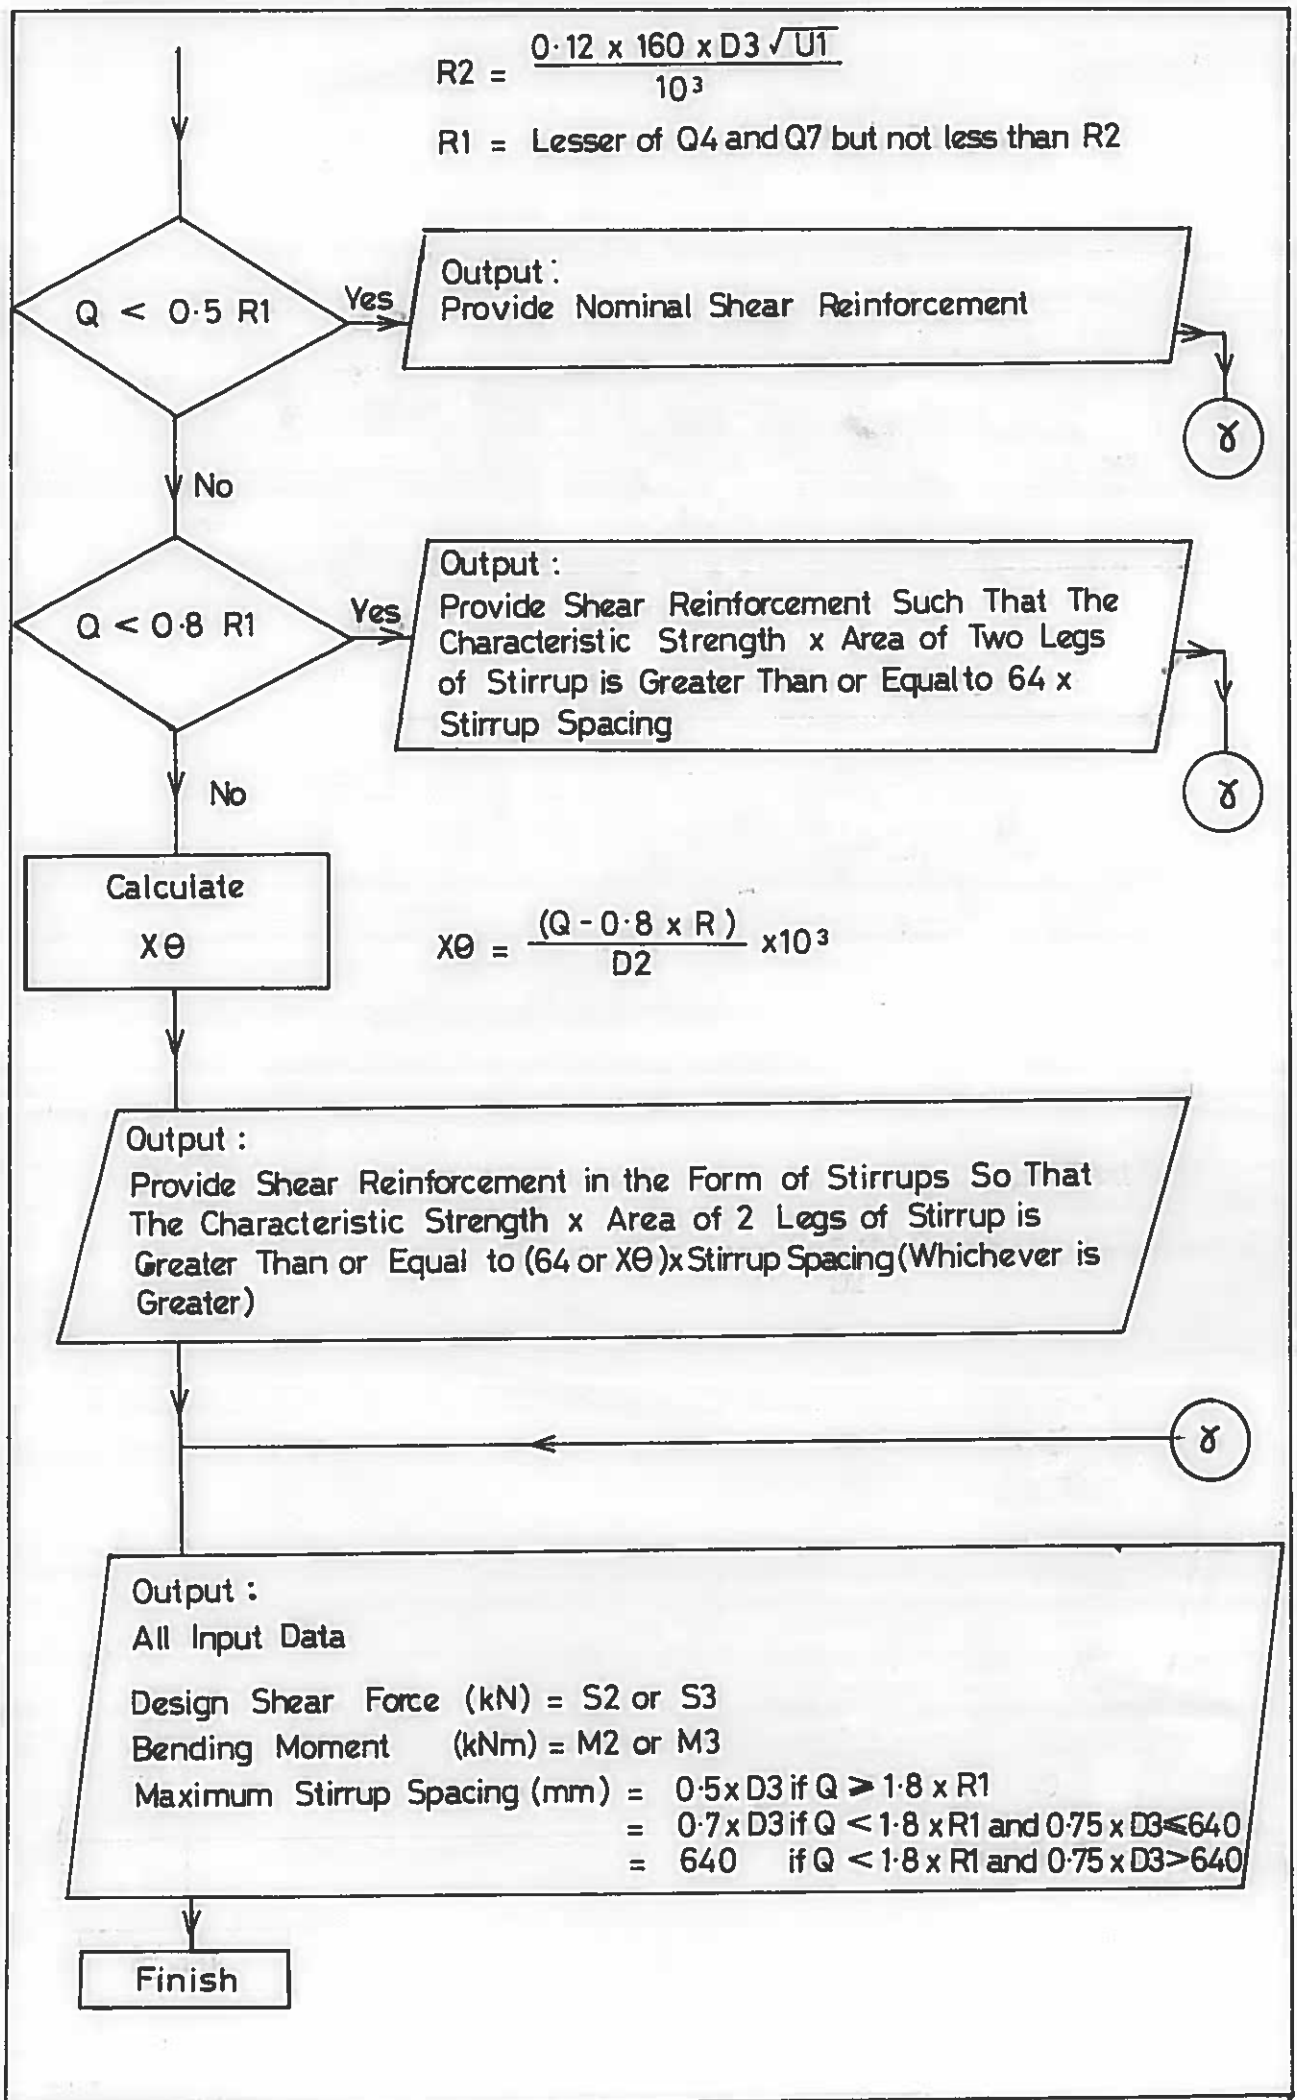 R2 = 0·12 x 160 x D3 √U1 / 10³
R1 = Lesser of Q4 and Q7 but not less than R2
Q < 0·5 R1
Yes
Output :
Provide Nominal Shear Reinforcement
ɣ
No
Q < 0·8 R1
Yes
Output :
Provide Shear Reinforcement Such That The
Characteristic Strength x Area of Two Legs
of Stirrup is Greater Than or Equal to 64 x
Stirrup Spacing
ɣ
No
Calculate
Xθ
Xθ = (Q - 0·8 x R ) / D2 x10³
Output :
Provide Shear Reinforcement in the Form of Stirrups So That
The Characteristic Strength x Area of 2 Legs of Stirrup is
Greater Than or Equal to (64 or Xθ)x Stirrup Spacing (Whichever is
Greater)
ɣ
Output :
All Input Data
Design Shear Force (kN) = S2 or S3
Bending Moment (kNm) = M2 or M3
Maximum Stirrup Spacing (mm) = 0·5 x D3 if Q ⩾ 1·8 x R1
= 0·7 x D3 if Q < 1·8 x R1 and 0·75 x D3⩽640
= 640 if Q < 1·8 x R1 and 0·75 x D3>640
Finish